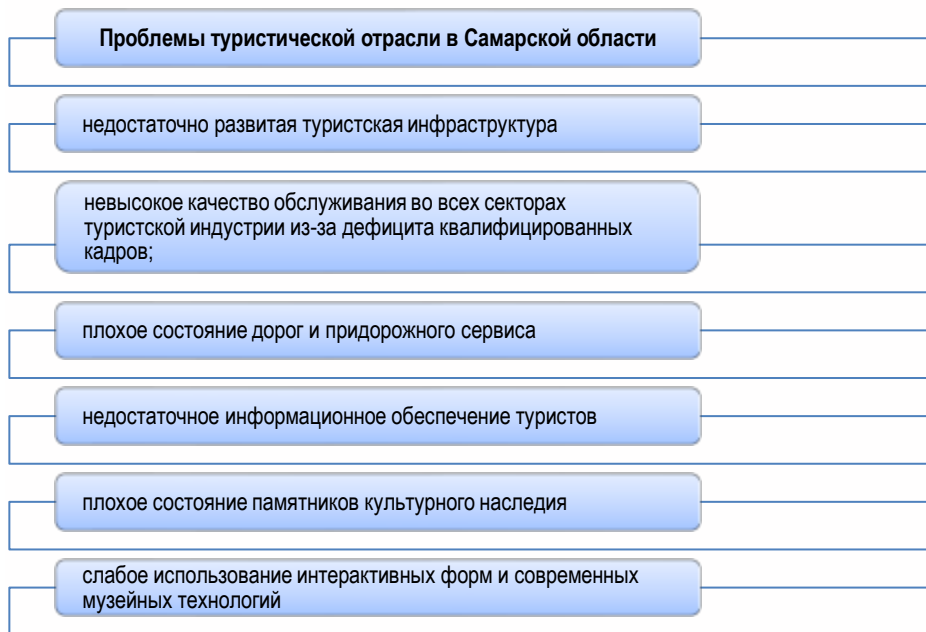 Проблемы туристической отрасли в Самарской области
недостаточно развитая туристская инфраструктура
невысокое качество обслуживания во всех секторах
туристской индустрии из-за дефицита квалифицированных
кадров;
плохое состояние дорог и придорожного сервиса
недостаточное информационное обеспечение туристов
плохое состояние памятников культурного наследия
слабое использование интерактивных форм и современных
музейных технологий